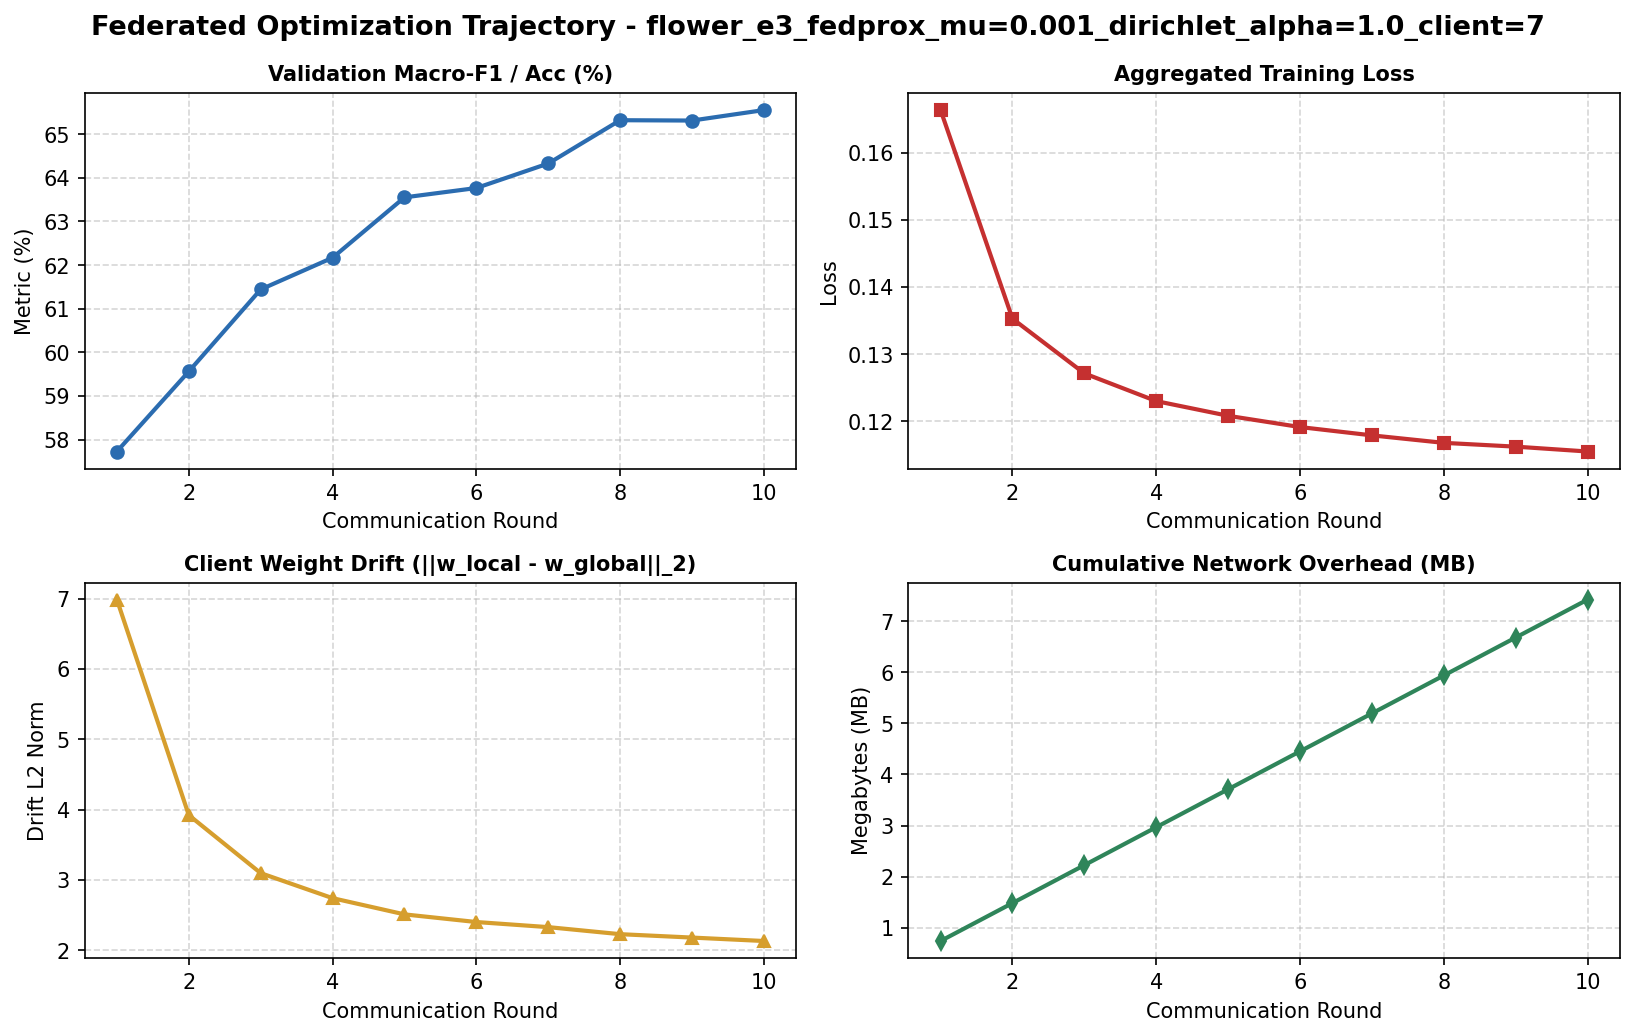 Federated Optimization Trajectory - flower_e3_fedprox_mu=0.001_dirichlet_alpha=1.0_client=7
Validation Macro-F1 / Acc (%)
Metric (%)
65
64
63
62
61
60
59
58
2 4 6 8 10
Communication Round
Aggregated Training Loss
Loss
0.16
0.15
0.14
0.13
0.12
2 4 6 8 10
Communication Round
Client Weight Drift (||w_local - w_global||_2)
Drift L2 Norm
7
6
5
4
3
2
2 4 6 8 10
Communication Round
Cumulative Network Overhead (MB)
Megabytes (MB)
7
6
5
4
3
2
1
2 4 6 8 10
Communication Round